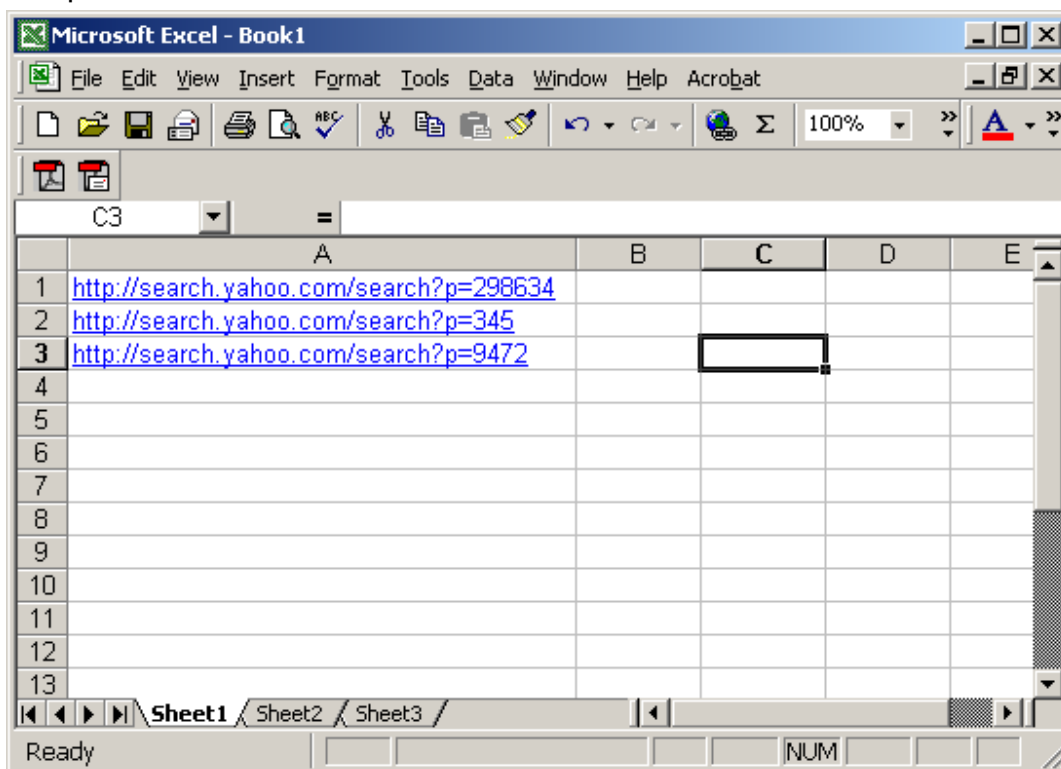 Microsoft Excel - Book1
File Edit View Insert Format Tools Data Window Help Acrobat
ABC Σ 100% » A »
C3 =
A B C D E
1 http://search.yahoo.com/search?p=298634
2 http://search.yahoo.com/search?p=345
3 http://search.yahoo.com/search?p=9472
4
5
6
7
8
9
10
11
12
13
Sheet1 Sheet2 Sheet3
Ready NUM